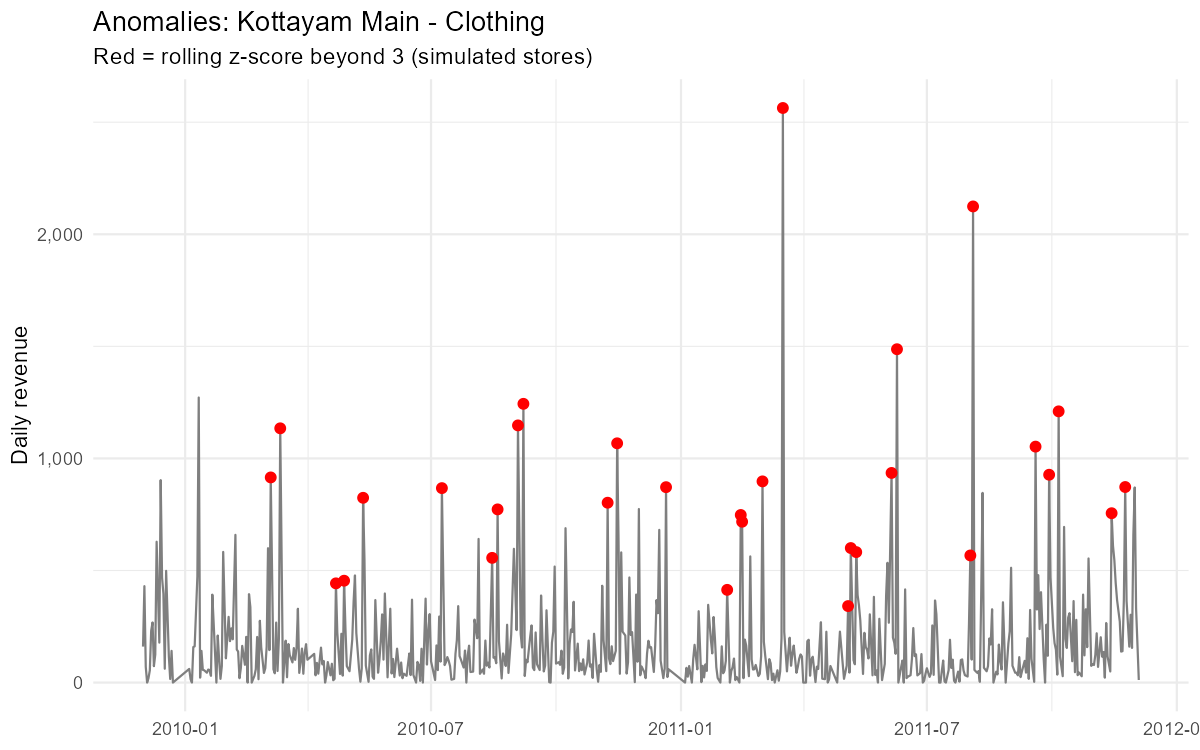 Anomalies: Kottayam Main - Clothing
Red = rolling z-score beyond 3 (simulated stores)
Daily revenue
2,000
1,000
0
2010-01
2010-07
2011-01
2011-07
2012-0